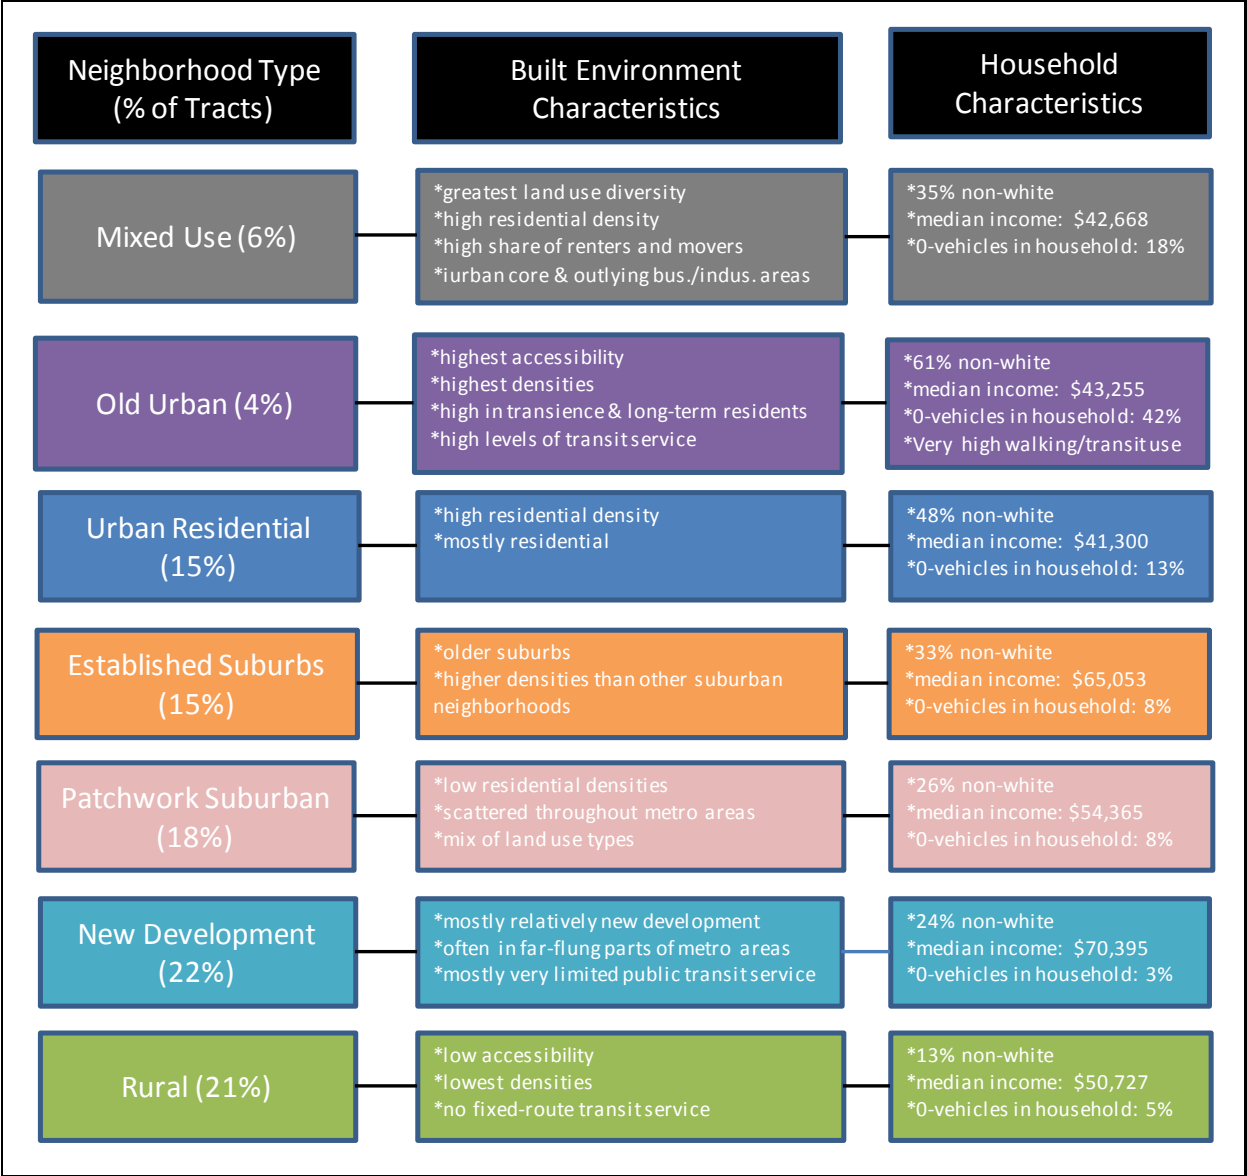 Neighborhood Type
(% of Tracts)
Built Environment
Characteristics
Household
Characteristics
Mixed Use (6%)
*greatest land use diversity
*high residential density
*high share of renters and movers
*iurban core & outlying bus./indus. areas
*35% non-white
*median income: $42,668
*0-vehicles in household: 18%
Old Urban (4%)
*highest accessibility
*highest densities
*high in transience & long-term residents
*high levels of transit service
*61% non-white
*median income: $43,255
*0-vehicles in household: 42%
*Very high walking/transit use
Urban Residential
(15%)
*high residential density
*mostly residential
*48% non-white
*median income: $41,300
*0-vehicles in household: 13%
Established Suburbs
(15%)
*older suburbs
*higher densities than other suburban
neighborhoods
*33% non-white
*median income: $65,053
*0-vehicles in household: 8%
Patchwork Suburban
(18%)
*low residential densities
*scattered throughout metro areas
*mix of land use types
*26% non-white
*median income: $54,365
*0-vehicles in household: 8%
New Development
(22%)
*mostly relatively new development
*often in far-flung parts of metro areas
*mostly very limited public transit service
*24% non-white
*median income: $70,395
*0-vehicles in household: 3%
Rural (21%)
*low accessibility
*lowest densities
*no fixed-route transit service
*13% non-white
*median income: $50,727
*0-vehicles in household: 5%